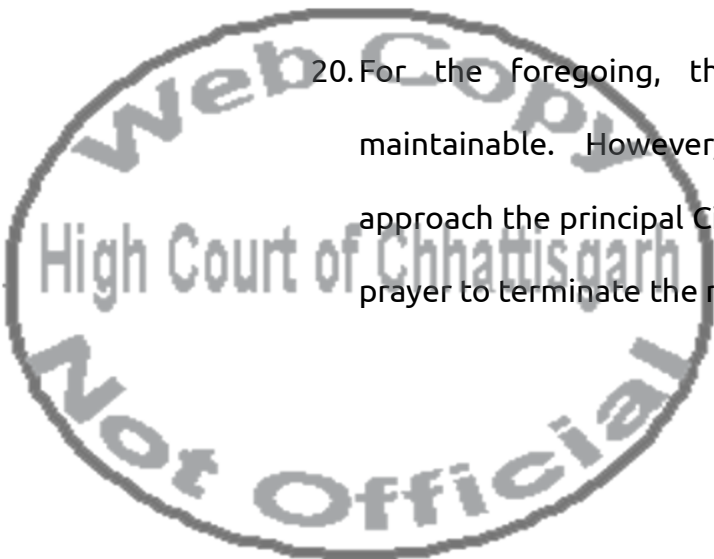 Web Copy
20. For the foregoing, th
maintainable. However,
approach the principal
High Court of Chhattisgarh
prayer to terminate the
Not Official